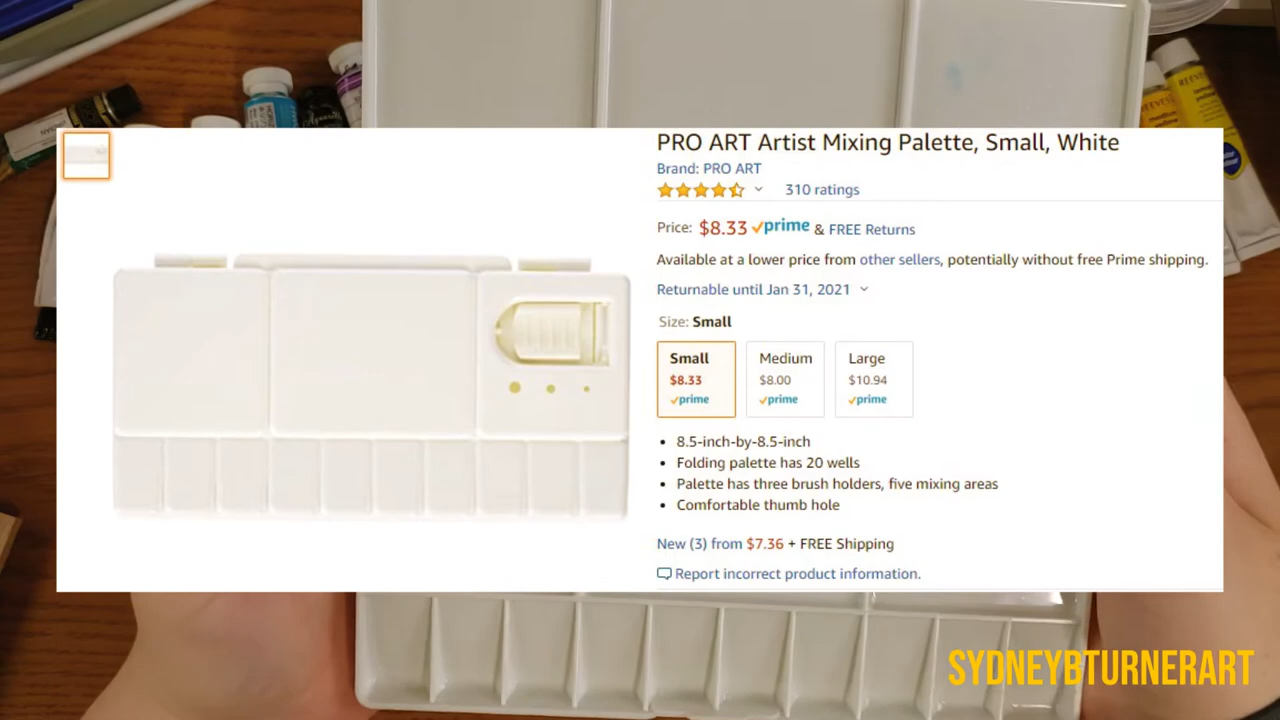 PRO ART Artist Mixing Palette, Small, White
Brand: PRO ART
310 ratings
Price: $8.33 prime & FREE Returns
Available at a lower price from other sellers, potentially without free Prime shipping.
Returnable until Jan 31, 2021
Size: Small
Small Medium Large
$8.33 $8.00 $10.94
prime prime prime
• 8.5-inch-by-8.5-inch
• Folding palette has 20 wells
• Palette has three brush holders, five mixing areas
• Comfortable thumb hole
New (3) from $7.36 + FREE Shipping
Report incorrect product information.
SYDNEYBTURNERART